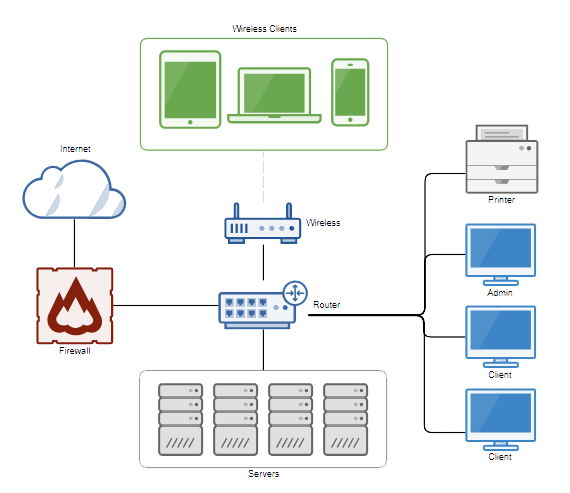 Wireless Clients
Internet
Printer
Wireless
Admin
Router
Firewall
Client
Client
Servers